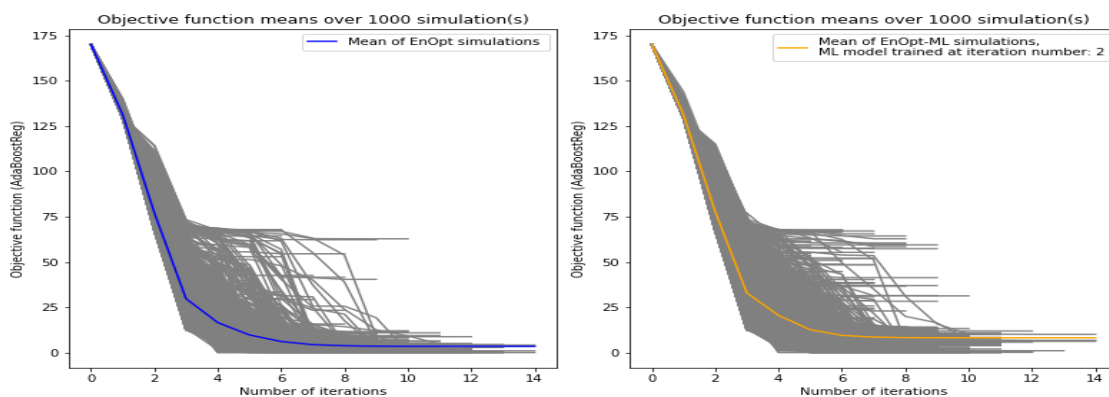 Objective function means over 1000 simulation(s)
Objective function (AdaBoostReg)
175
150
125
100
75
50
25
0
Mean of EnOpt simulations
0 2 4 6 8 10 12 14
Number of iterations
Objective function means over 1000 simulation(s)
Objective function (AdaBoostReg)
175
150
125
100
75
50
25
0
Mean of EnOpt-ML simulations,
ML model trained at iteration number: 2
0 2 4 6 8 10 12 14
Number of iterations